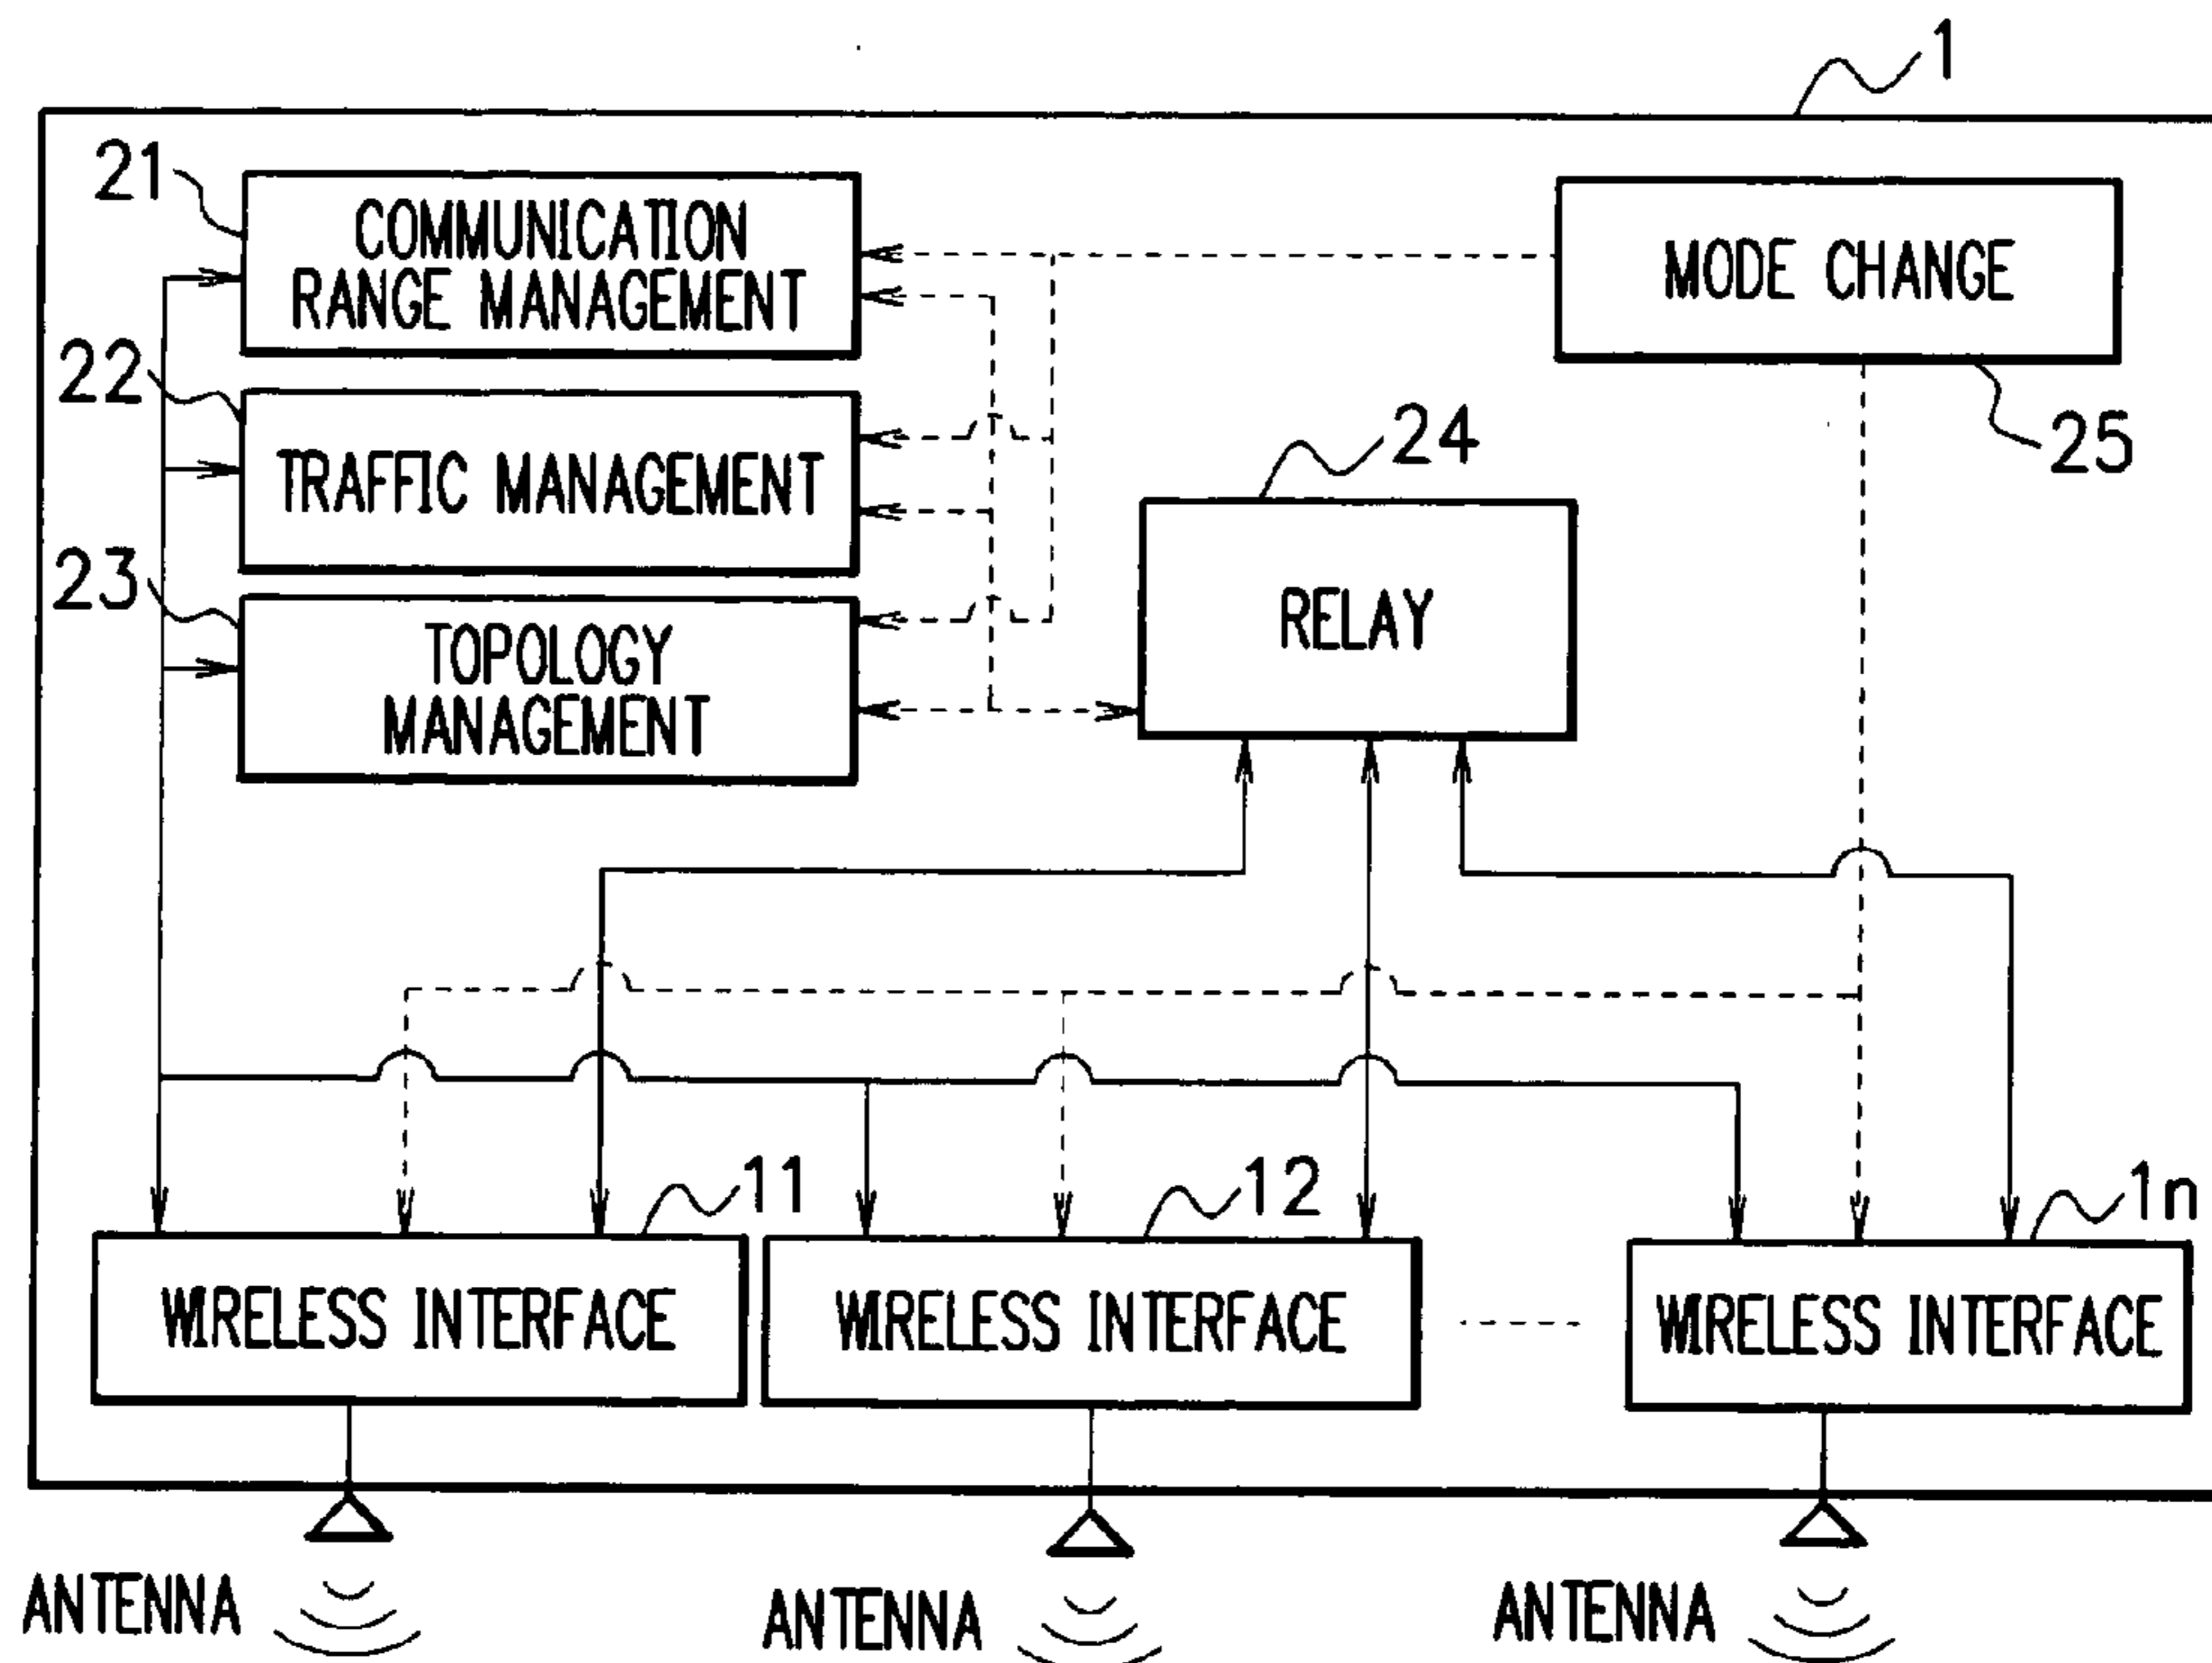 1
21
COMMUNICATION
RANGE MANAGEMENT
MODE CHANGE
22
TRAFFIC MANAGEMENT
24
25
23
TOPOLOGY
MANAGEMENT
RELAY
11
12
1n
WIRELESS INTERFACE
WIRELESS INTERFACE
WIRELESS INTERFACE
ANTENNA
ANTENNA
ANTENNA